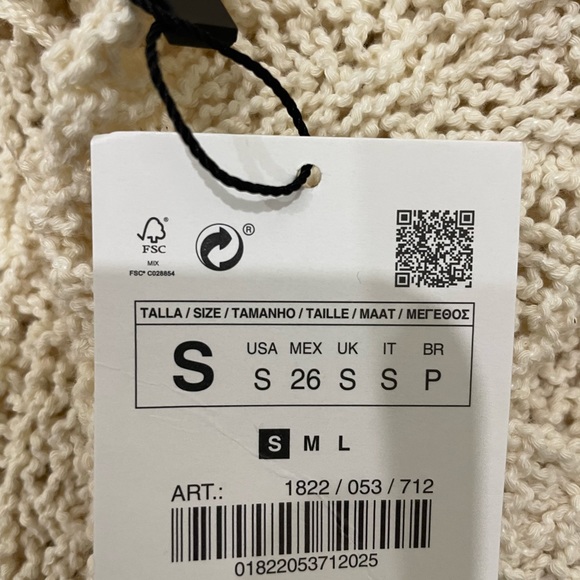 FSC
®
MIX
FSC® C028854
TALLA / SIZE / TAMANHO / TAILLE / MAAT / ΜΕΓΕΘΟΣ
S
USA MEX UK IT BR
S 26 S S P
S M L
ART.: 1822 / 053 / 712
01822053712025